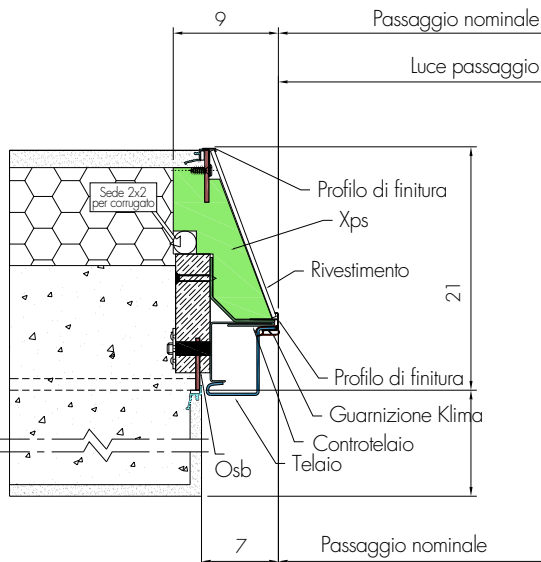 9
Passaggio nominale
Luce passaggio
Profilo di finitura
Sede 2x2
per corrugato
Xps
Rivestimento
21
Profilo di finitura
Guarnizione Klima
Controtelaio
Osb
Telaio
7
Passaggio nominale